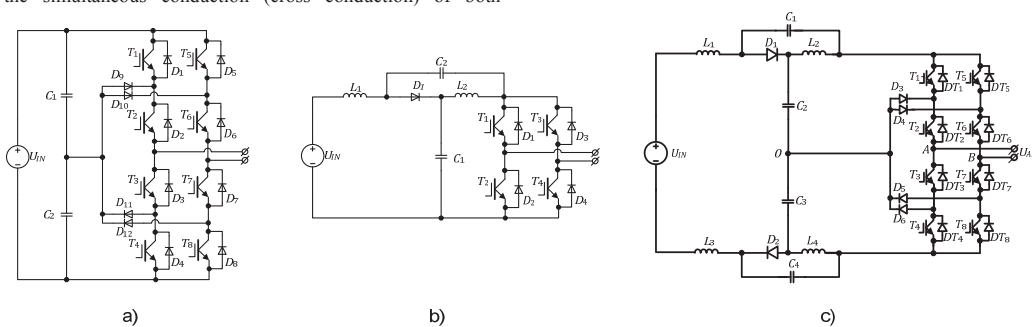 the simultaneous conduction (cross conduction) of both
T1
D1
T5
D5
D9
D10
C1
T2
D2
T6
D6
UIN
C2
T3
D3
T7
D7
D11
D12
T4
D4
T8
D8
a)
C2
L1
D1
L2
T1
D1
T3
D3
UIN
C1
T2
D2
T4
D4
b)
C1
L1
D1
L2
T1
DT1
T5
DT5
D3
D4
C2
T2
DT2
T6
DT6
UIN
O
A
B
UA
T3
DT3
T7
DT7
C3
D5
D6
T4
DT4
T8
DT8
L3
D2
L4
C4
c)